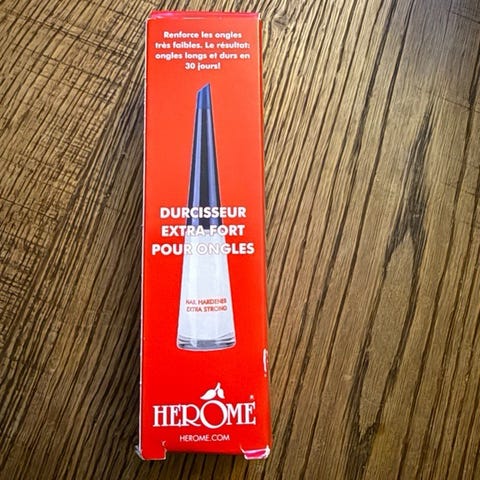 Renforce les ongles
très faibles. Le résultat:
ongles longs et durs en
30 jours!
DURCISSEUR
EXTRA-FORT
POUR ONGLES
NAIL HARDENER
EXTRA STRONG
HERÔME®
HEROME.COM